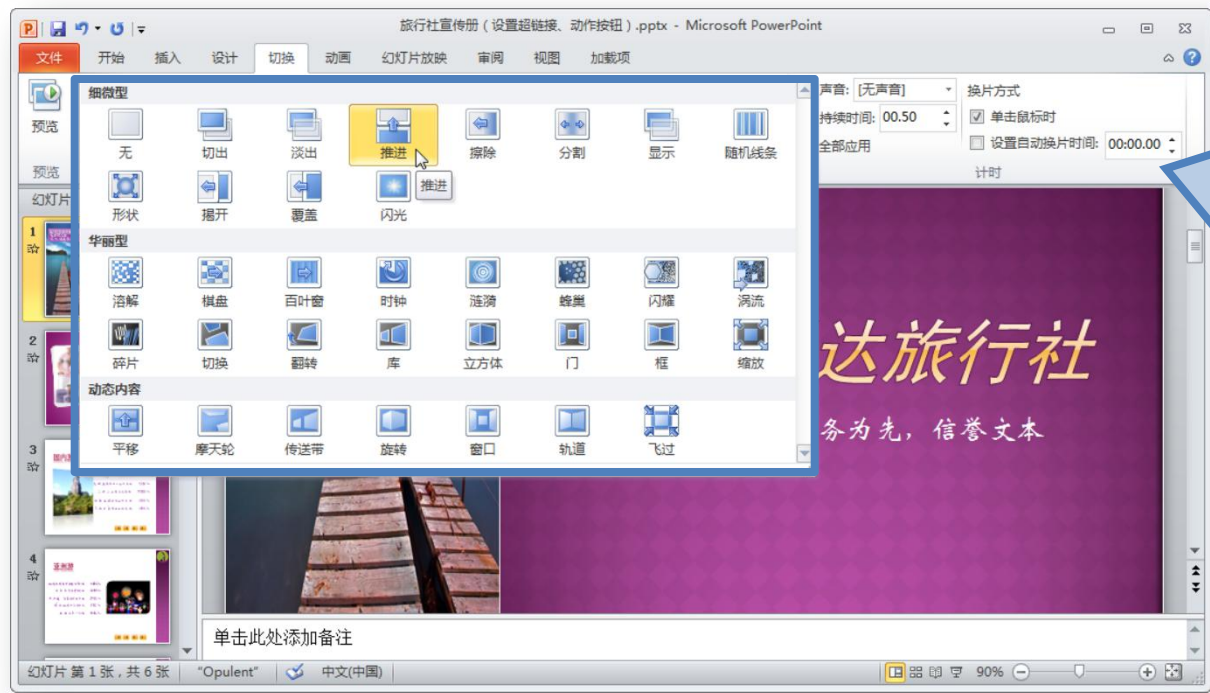 旅行社宣传册（设置超链接、动作按钮）.pptx - Microsoft PowerPoint
文件 开始 插入 设计 切换 动画 幻灯片放映 审阅 视图 加载项
预览
预览
细微型
无 切出 淡出 推进 擦除 分割 显示 随机线条
推进
形状 揭开 覆盖 闪光
华丽型
溶解 棋盘 百叶窗 时钟 涟漪 蜂巢 闪耀 涡流
碎片 切换 翻转 库 立方体 门 框 缩放
动态内容
平移 摩天轮 传送带 旋转 窗口 轨道 飞过
声音: [无声音] 换片方式
持续时间: 00.50 单击鼠标时
全部应用 设置自动换片时间: 00:00.00
计时
幻灯片
1
2
3
4
亚洲游
达旅行社
务为先，信誉文本
单击此处添加备注
幻灯片 第 1 张，共 6 张 "Opulent" 中文(中国) 90%